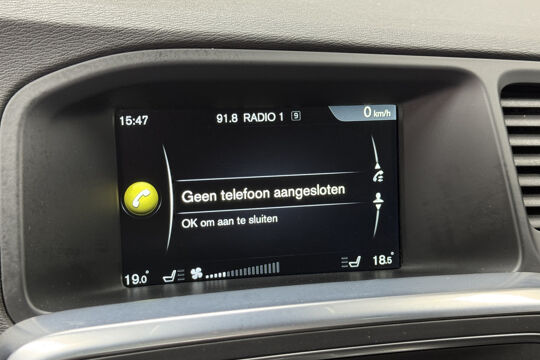 15:47 91.8 RADIO 1 9 0 km/h
Geen telefoon aangesloten
OK om aan te sluiten
19.0° 18.5°